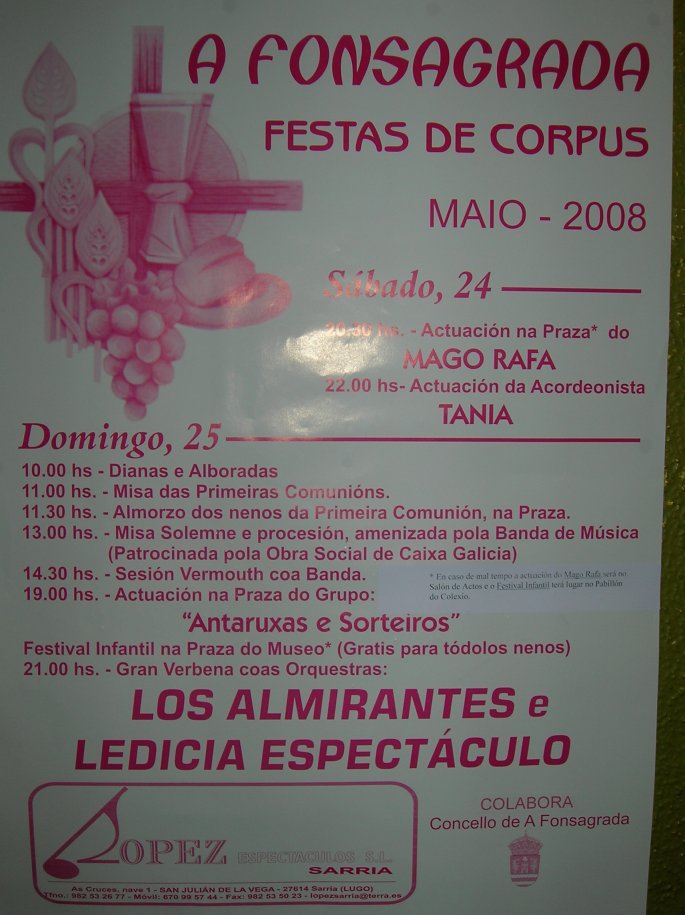 A FONSAGRADA
FESTAS DE CORPUS
MAIO - 2008
Sábado, 24
20.30 hs. - Actuación na Praza* do
MAGO RAFA
22.00 hs- Actuación da Acordeonista
TANIA
Domingo, 25
10.00 hs - Dianas e Alboradas
11.00 hs. - Misa das Primeiras Comunións.
11.30 hs. - Almorzo dos nenos da Primeira Comunión, na Praza.
13.00 hs. - Misa Solemne e procesión, amenizada pola Banda de Música
(Patrocinada pola Obra Social de Caixa Galicia)
14.30 hs. - Sesión Vermouth coa Banda.
* En caso de mal tempo a actuación do Mago Rafa será no
Salón de Actos e o Festival Infantil terá lugar no Pabillón
do Colexio.
19.00 hs. - Actuación na Praza do Grupo:
“Antaruxas e Sorteiros”
Festival Infantil na Praza do Museo* (Gratis para tódolos nenos)
21.00 hs. - Gran Verbena coas Orquestras:
LOS ALMIRANTES e
LEDICIA ESPECTÁCULO
LOPEZ ESPECTACULOS S.L.
SARRIA
As Cruces, nave 1 - SAN JULIÁN DE LA VEGA - 27614 Sarria (LUGO)
Tfno.: 982 53 26 77 - Móvil: 670 99 57 44 - Fax: 982 53 50 23 - lopezsarria@terra.es
COLABORA
Concello de A Fonsagrada